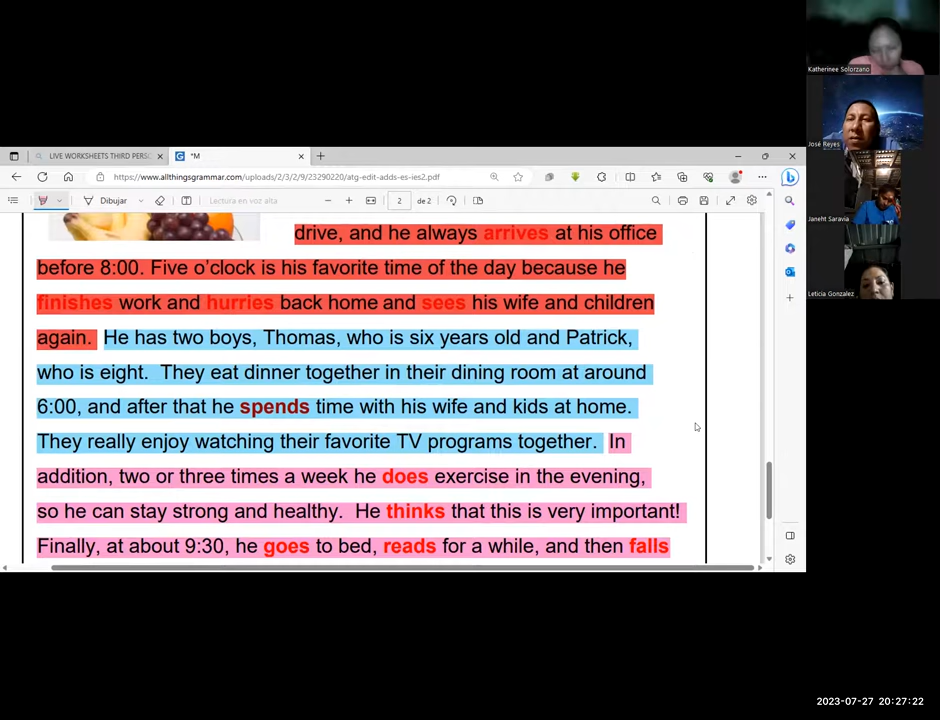 Katherinee Solorzano
José Reyes
Janeht Saravia
Leticia Gonzalez
LIVE WORKSHEETS THIRD PERSO
*M
https://www.allthingsgrammar.com/uploads/2/3/2/9/23290220/atg-edit-adds-es-ies2.pdf
Dibujar
Lectura en voz alta
2 de 2
drive, and he always arrives at his office
before 8:00. Five o'clock is his favorite time of the day because he
finishes work and hurries back home and sees his wife and children
again. He has two boys, Thomas, who is six years old and Patrick,
who is eight. They eat dinner together in their dining room at around
6:00, and after that he spends time with his wife and kids at home.
They really enjoy watching their favorite TV programs together. In
addition, two or three times a week he does exercise in the evening,
so he can stay strong and healthy. He thinks that this is very important!
Finally, at about 9:30, he goes to bed, reads for a while, and then falls
2023-07-27 20:27:22